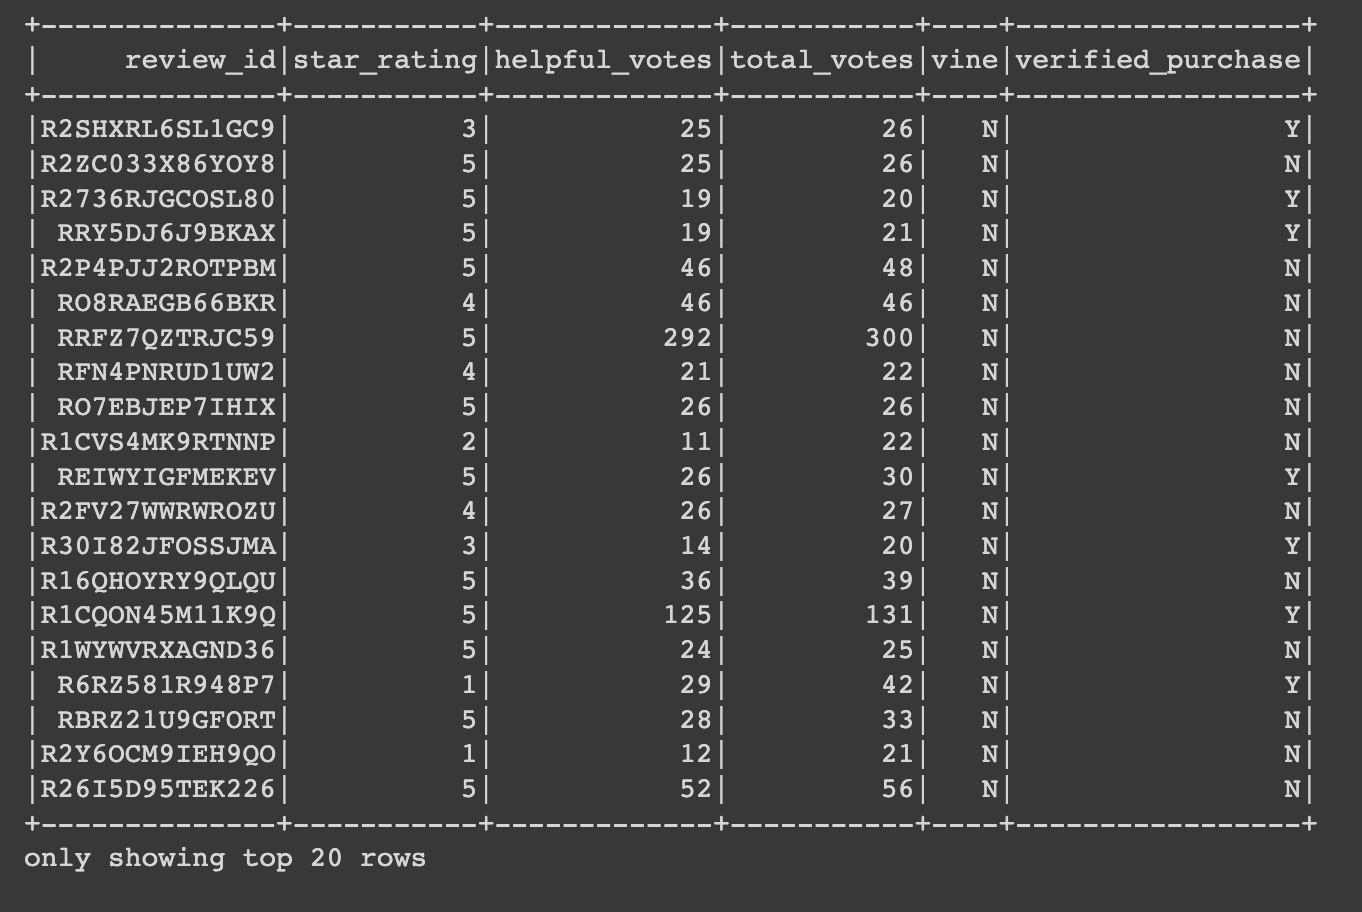 +--------------+-----------+-------------+-----------+----+-----------------+
|     review_id|star_rating|helpful_votes|total_votes|vine|verified_purchase|
+--------------+-----------+-------------+-----------+----+-----------------+
|R2SHXRL6SL1GC9|          3|           25|         26|   N|                Y|
|R2ZC033X86YOY8|          5|           25|         26|   N|                N|
|R2736RJGCOSL80|          5|           19|         20|   N|                Y|
| RRY5DJ6J9BKAX|          5|           19|         21|   N|                Y|
|R2P4PJJ2ROTPBM|          5|           46|         48|   N|                N|
| RO8RAEGB66BKR|          4|           46|         46|   N|                N|
| RRFZ7QZTRJC59|          5|          292|        300|   N|                N|
| RFN4PNRUD1UW2|          4|           21|         22|   N|                N|
| RO7EBJEP7IHIX|          5|           26|         26|   N|                N|
|R1CVS4MK9RTNNP|          2|           11|         22|   N|                N|
| REIWYIGFMEKEV|          5|           26|         30|   N|                Y|
|R2FV27WWRWROZU|          4|           26|         27|   N|                N|
|R30I82JFOSSJMA|          3|           14|         20|   N|                Y|
|R16QHOYRY9QLQU|          5|           36|         39|   N|                N|
|R1CQON45M11K9Q|          5|          125|        131|   N|                Y|
|R1WYWVRXAGND36|          5|           24|         25|   N|                N|
| R6RZ581R948P7|          1|           29|         42|   N|                Y|
| RBRZ21U9GFORT|          5|           28|         33|   N|                N|
|R2Y6OCM9IEH9QO|          1|           12|         21|   N|                N|
|R26I5D95TEK226|          5|           52|         56|   N|                N|
+--------------+-----------+-------------+-----------+----+-----------------+
only showing top 20 rows